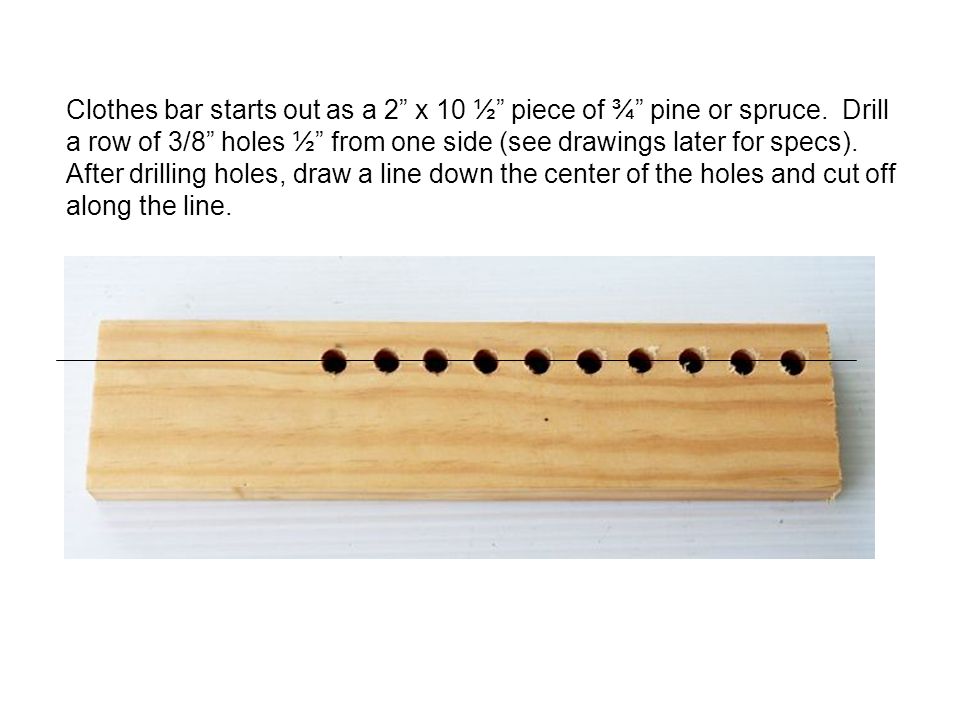 Clothes bar starts out as a 2” x 10 ½” piece of ¾” pine or spruce.  Drill
a row of 3/8” holes ½” from one side (see drawings later for specs).
After drilling holes, draw a line down the center of the holes and cut off
along the line.